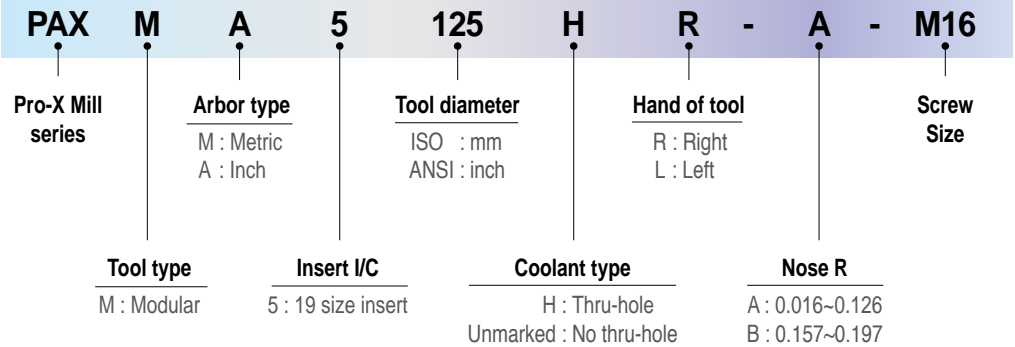 PAX M A 5 125 H R - A - M16
Pro-X Mill
series
Arbor type
M : Metric
A : Inch
Tool diameter
ISO : mm
ANSI : inch
Hand of tool
R : Right
L : Left
Screw
Size
Tool type
M : Modular
Insert I/C
5 : 19 size insert
Coolant type
H : Thru-hole
Unmarked : No thru-hole
Nose R
A : 0.016~0.126
B : 0.157~0.197